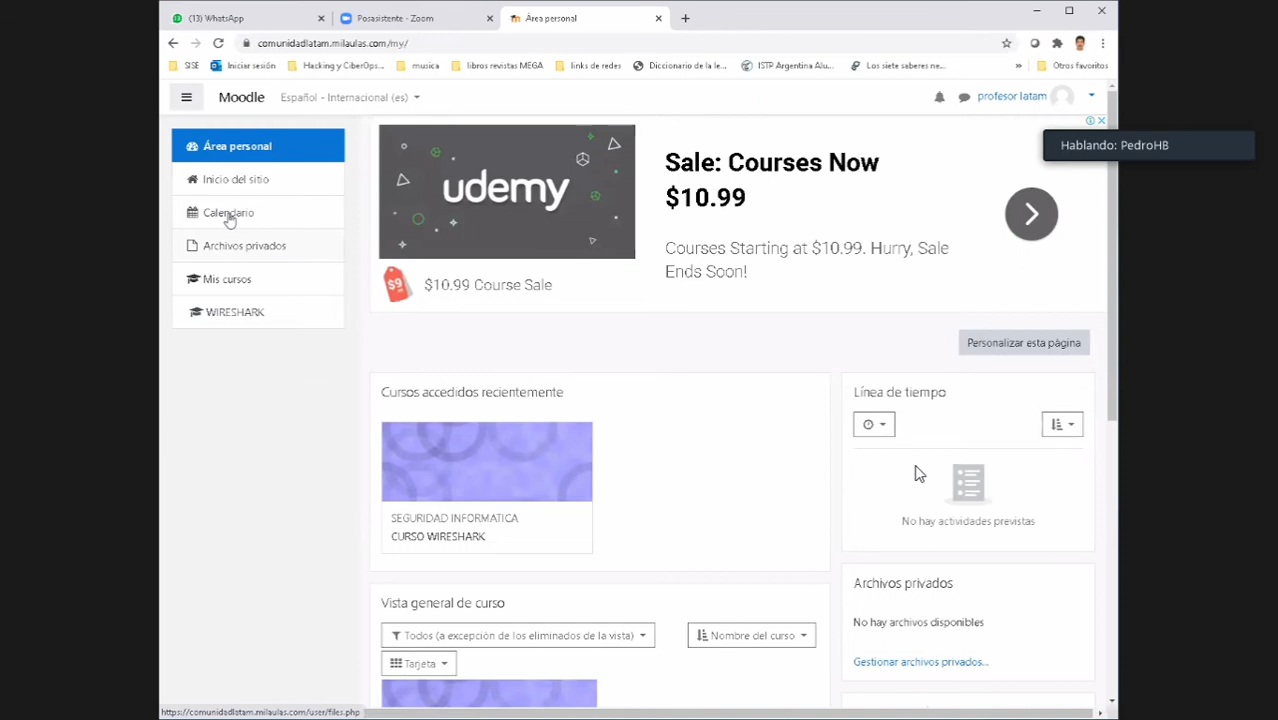 (13) WhatsApp
Posasistente - Zoom
Área personal
comunidadlatam.milaulas.com/my/
SISE
Iniciar sesión
Hacking y CiberOps...
musica
libros revistas MEGA
links de redes
Diccionario de la le...
ISTP Argentina Alu...
Los siete saberes ne...
»
Otros favoritos
Moodle
Español - Internacional (es)
profesor latam
Área personal
Inicio del sitio
Calendario
Archivos privados
Mis cursos
WIRESHARK
udemy
$9
$10.99 Course Sale
Sale: Courses Now
$10.99
Courses Starting at $10.99. Hurry, Sale
Ends Soon!
Hablando: PedroHB
Personalizar esta página
Cursos accedidos recientemente
SEGURIDAD INFORMATICA
CURSO WIRESHARK
Vista general de curso
Todos (a excepción de los eliminados de la vista)
Nombre del curso
Tarjeta
Línea de tiempo
No hay actividades previstas
Archivos privados
No hay archivos disponibles
Gestionar archivos privados...
https://comunidadlatam.milaulas.com/user/files.php